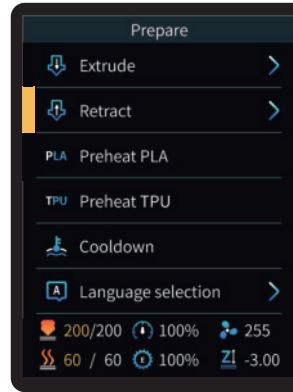 Prepare
Extrude
Retract
PLA Preheat PLA
TPU Preheat TPU
Cooldown
A Language selection
200/200 100% 255
60 / 60 E 100% Z -3.00